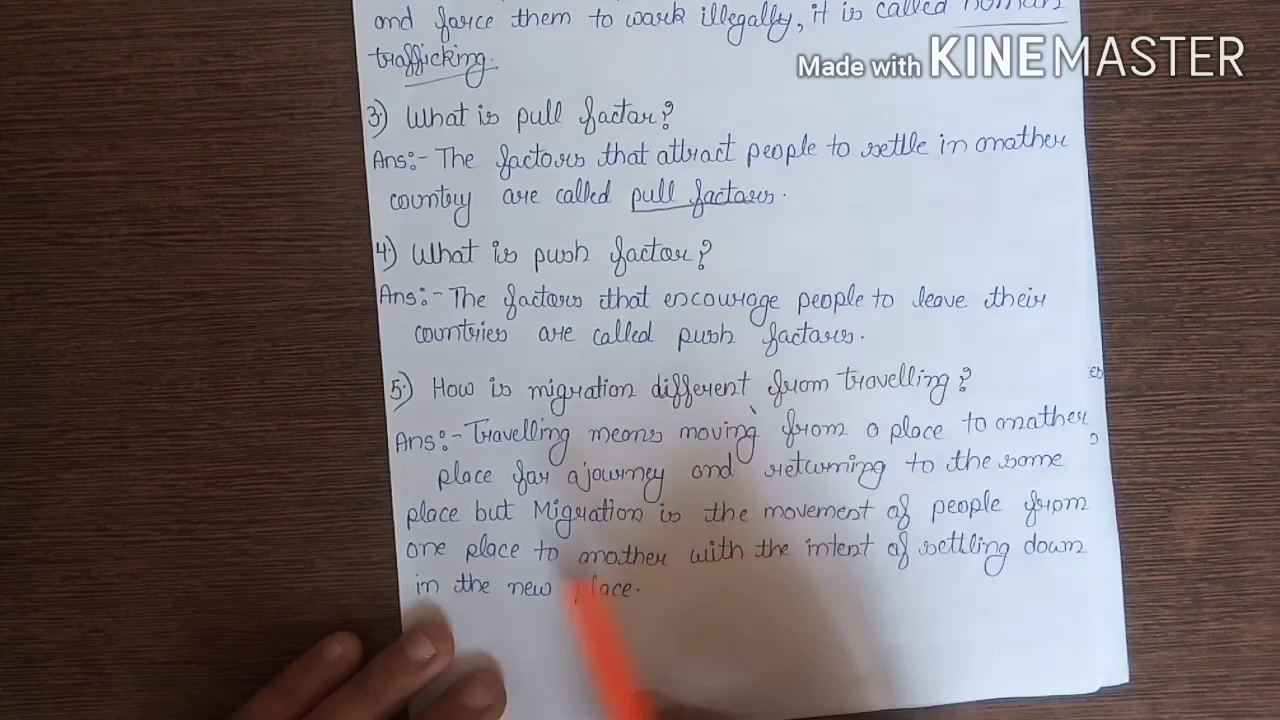 and force them to work illegally, it is called human
trafficking.
Made with KINEMASTER
3) What is pull factor?
Ans:- The factors that attract people to settle in another
country are called pull factors.
4) What is push factor?
Ans:- The factors that encourage people to leave their
countries are called push factors.
5) How is migration different from travelling?
Ans:- Travelling means moving from a place to another
place for a journey and returning to the same
place but Migration is the movement of people from
one place to another with the intent of settling down
in the new place.